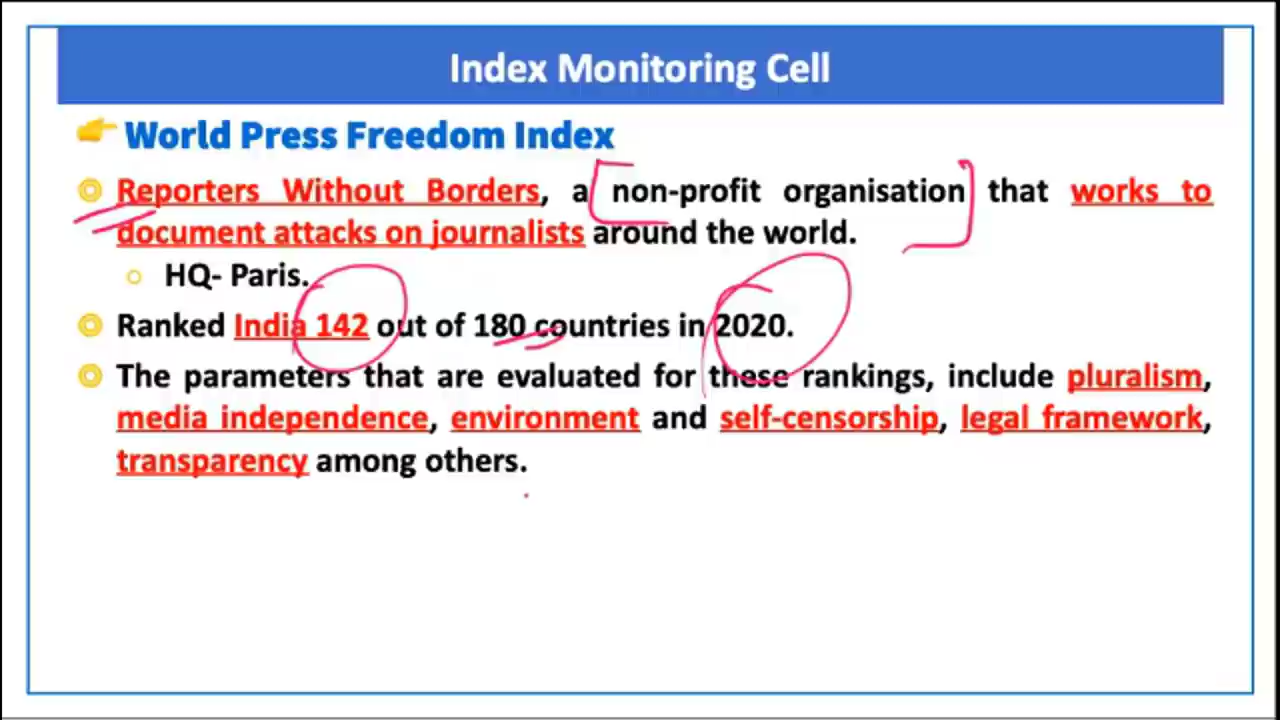 Index Monitoring Cell
World Press Freedom Index
Reporters Without Borders, a non-profit organisation that works to
document attacks on journalists around the world.
HQ- Paris.
Ranked India 142 out of 180 countries in 2020.
The parameters that are evaluated for these rankings, include pluralism,
media independence, environment and self-censorship, legal framework,
transparency among others.